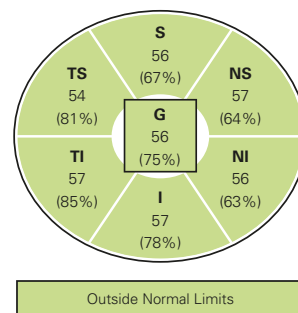 S
56
(67%)
TS
54
(81%)
NS
57
(64%)
G
56
(75%)
TI
57
(85%)
NI
56
(63%)
I
57
(78%)
Outside Normal Limits